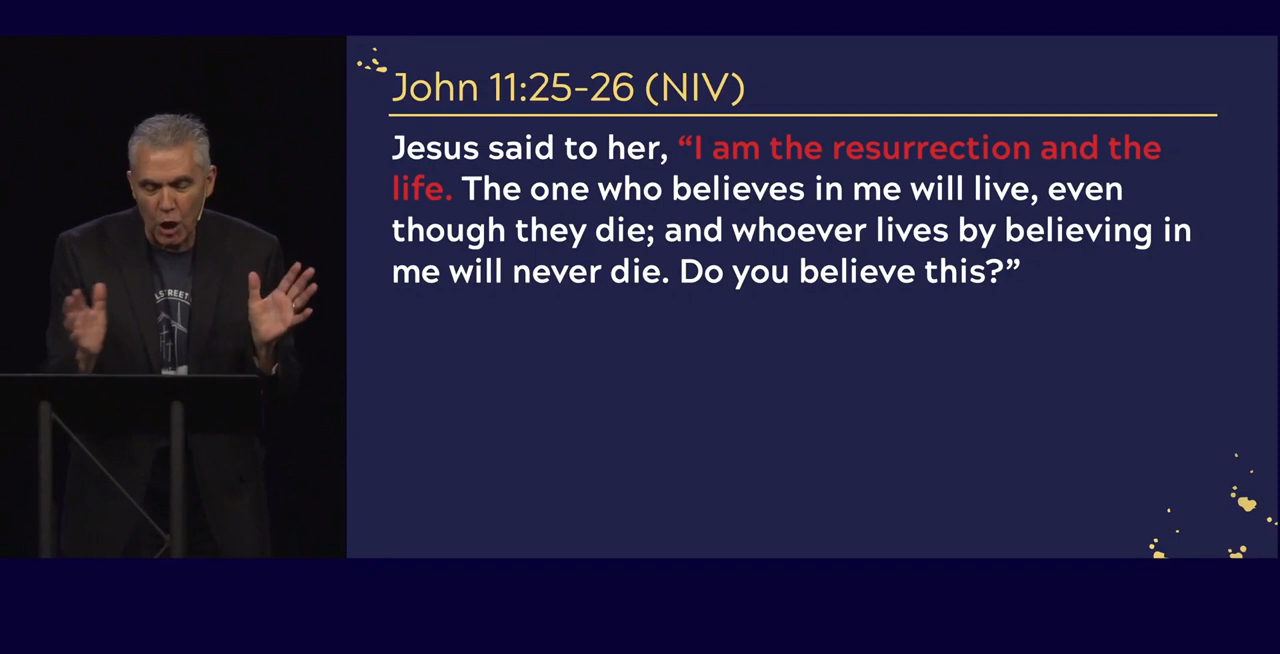 John 11:25-26 (NIV)
Jesus said to her, “I am the resurrection and the
life. The one who believes in me will live, even
though they die; and whoever lives by believing in
me will never die. Do you believe this?”